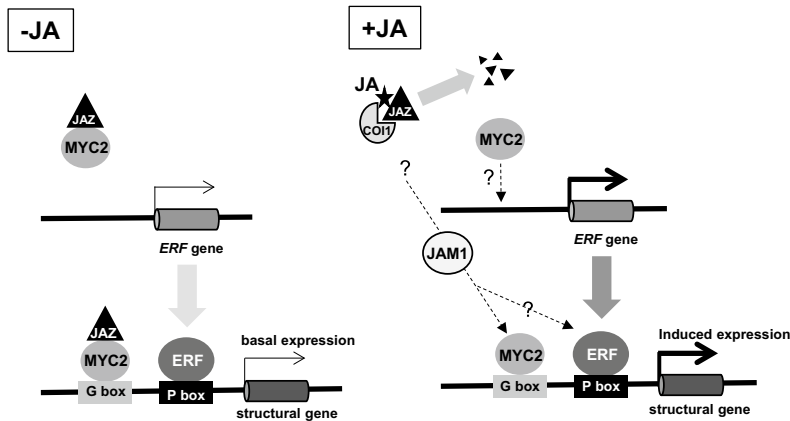 -JA
JAZ
MYC2
ERF gene
JAZ
MYC2
ERF
basal expression
G box
P box
structural gene
+JA
JA
JAZ
COI1
MYC2
?
?
ERF gene
JAM1
?
MYC2
ERF
Induced expression
G box
P box
structural gene